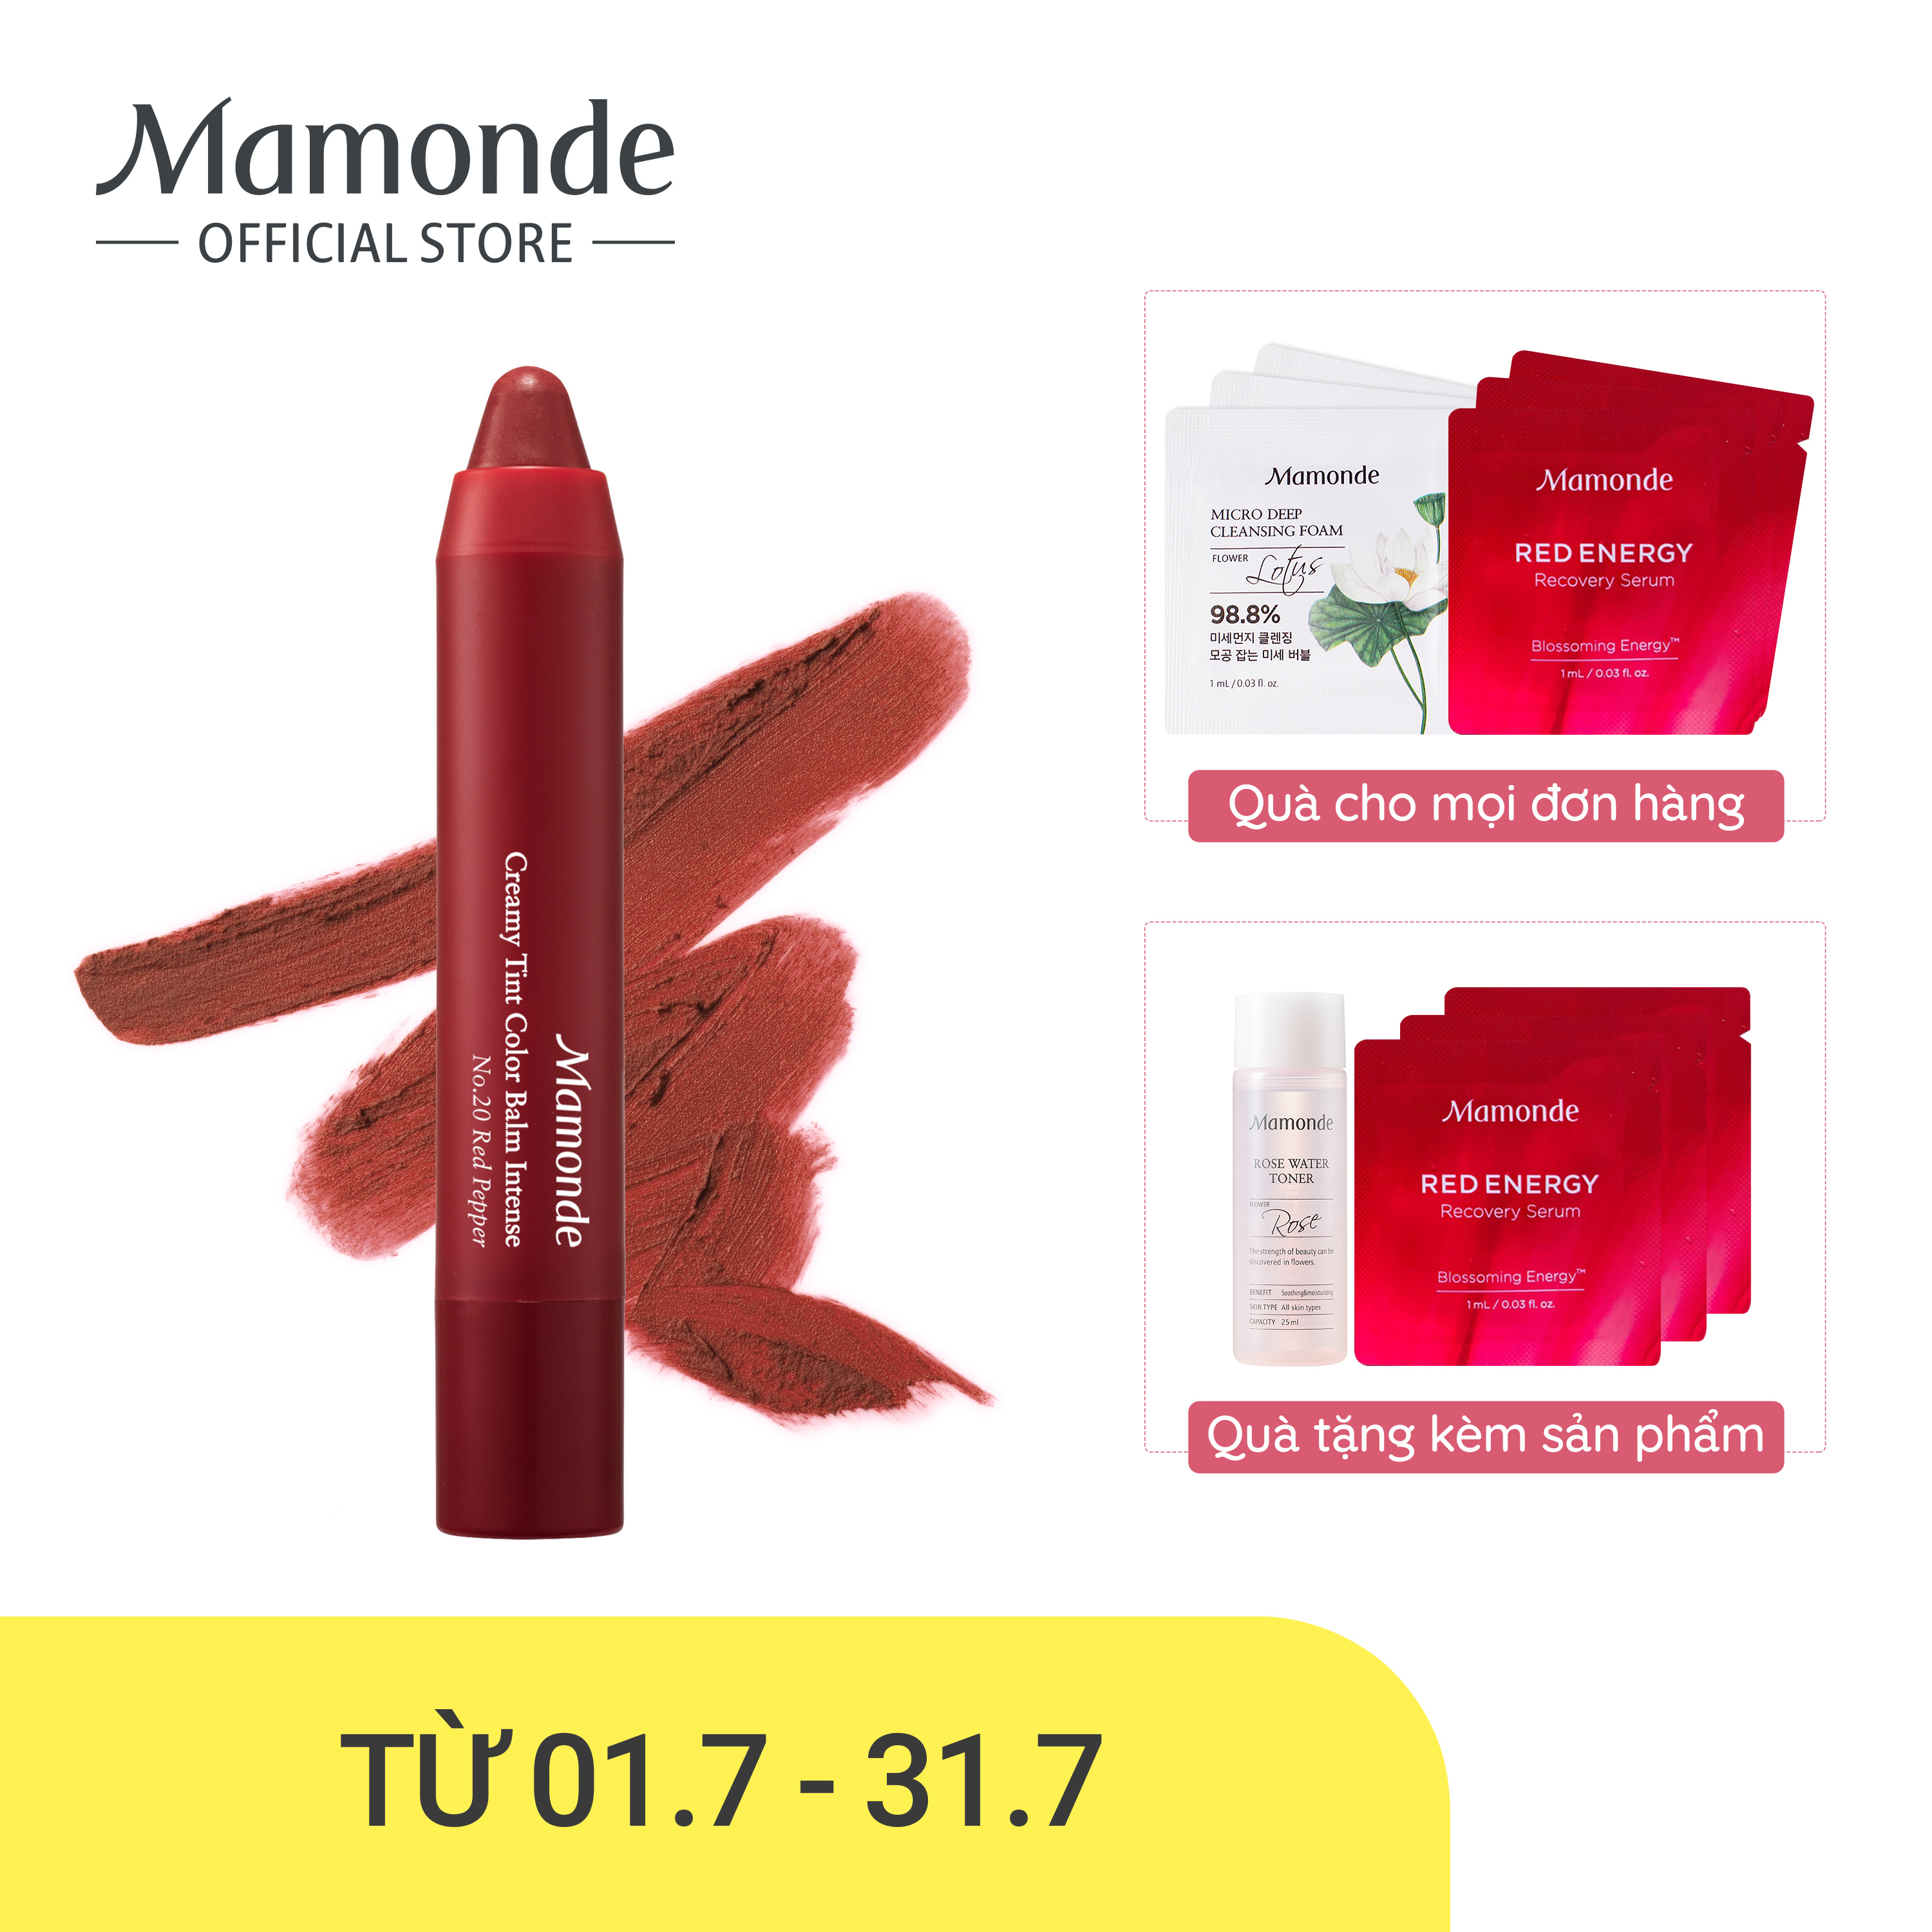 Mamonde
OFFICIAL STORE
Mamonde
Creamy Tint Color Balm Intense
No.20 Red Pepper
Mamonde
MICRO DEEP
CLEANSING FOAM
FLOWER
Lotus
98.8%
미세먼지 클렌징
모공 잡는 미세 버블
1 mL / 0.03 fl. oz.
Mamonde
RED ENERGY
Recovery Serum
Blossoming Energy™
1 mL / 0.03 fl. oz.
Quà cho mọi đơn hàng
Mamonde
ROSE WATER
TONER
FLOWER
Rose
The strength of beauty can be
discovered in flowers.
BENEFIT Soothing&moisturizing
SKIN TYPE All skin types
CAPACITY 25 ml
Mamonde
RED ENERGY
Recovery Serum
Blossoming Energy™
1 mL / 0.03 fl. oz.
Quà tặng kèm sản phẩm
TỪ 01.7 - 31.7